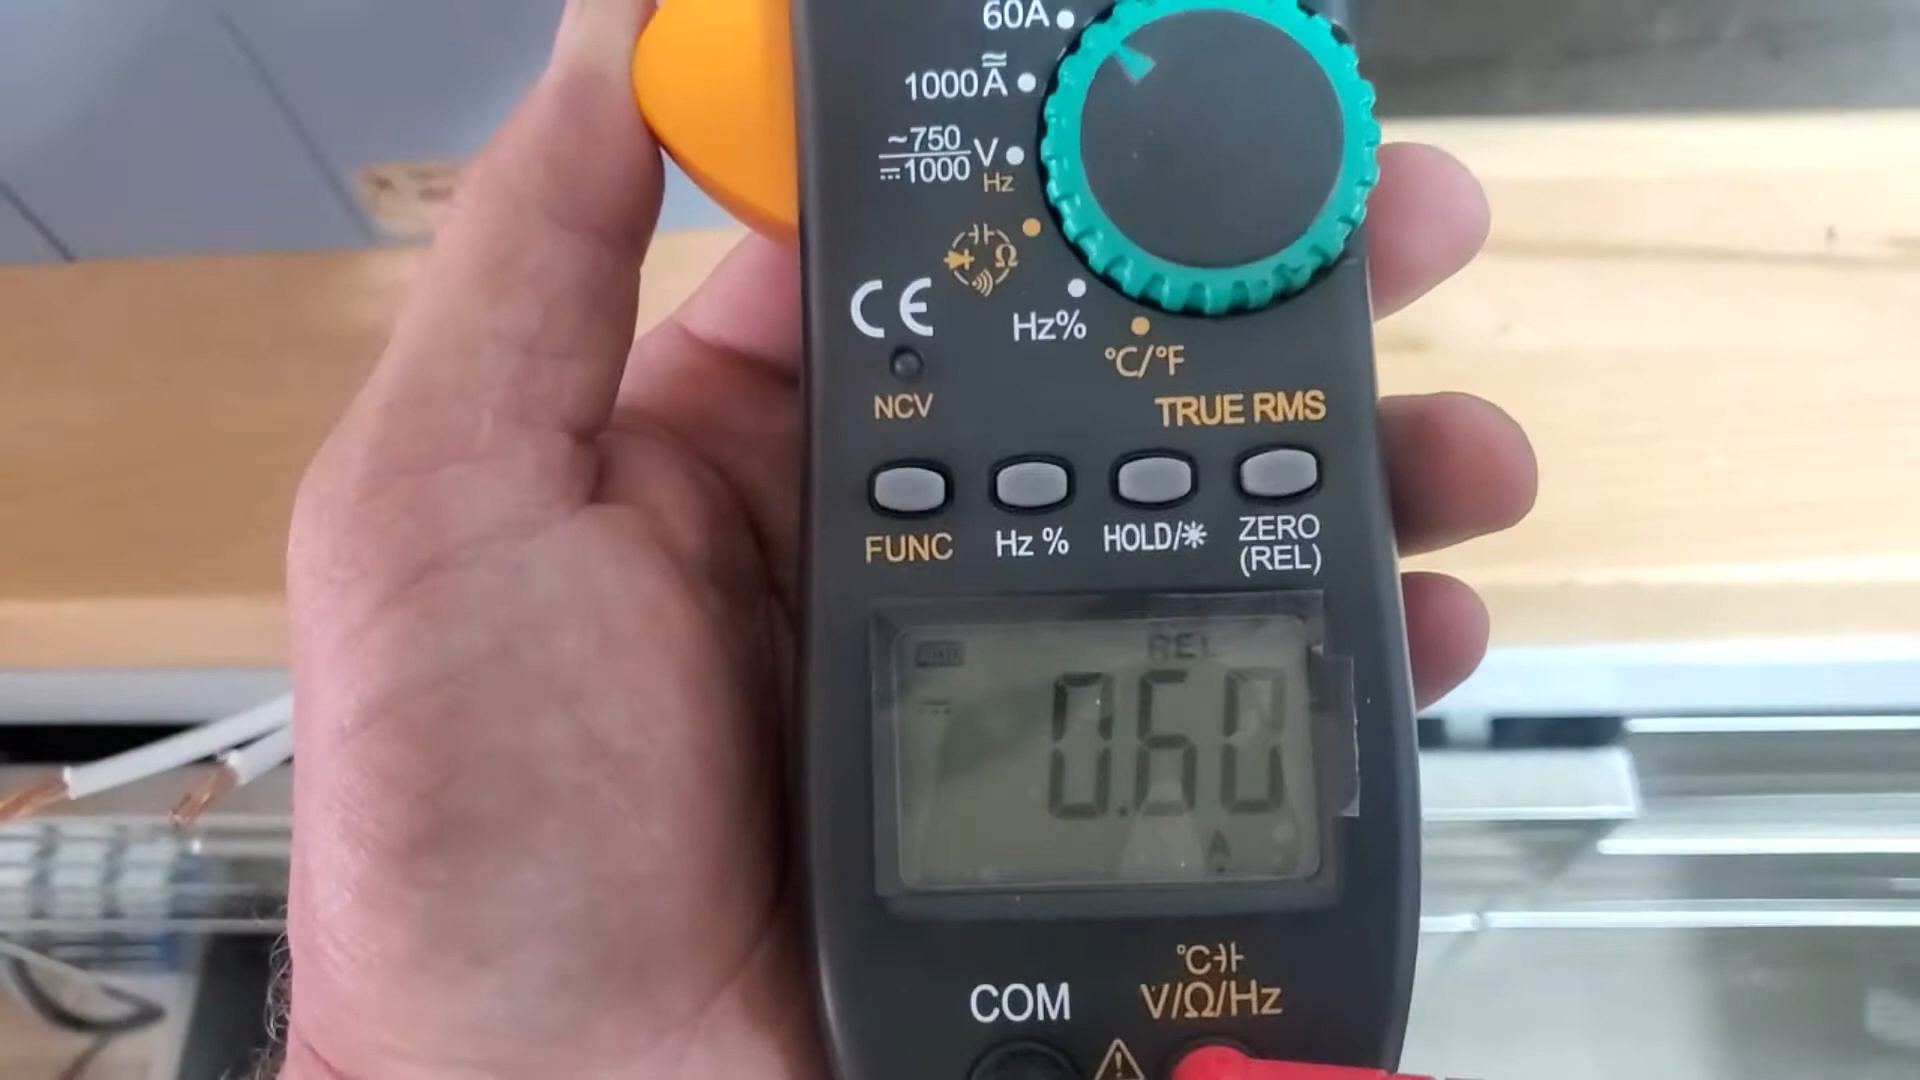 60A
1000A
~750
1000
V
Hz
Ω
CE
Hz%
°C/°F
NCV
TRUE RMS
FUNC
Hz %
HOLD/☀
ZERO
(REL)
REL
0.60
A
°C
COM
V/Ω/Hz